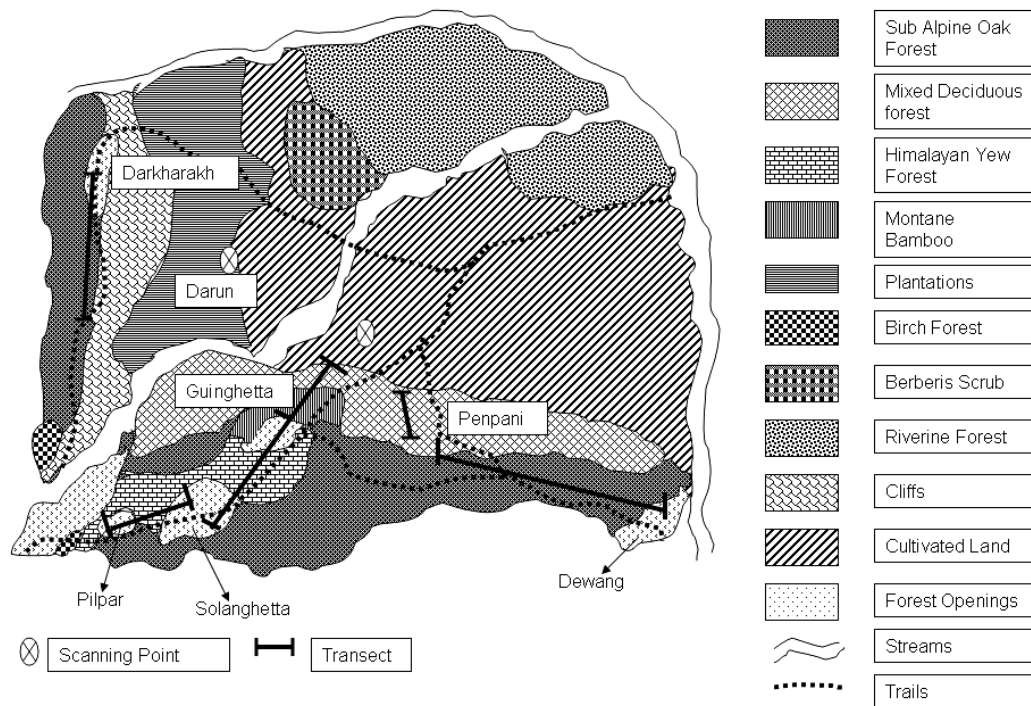 Darkharakh
Darun
Guinghetta
Penpani
Pilpar
Solanghetta
Dewang
Scanning Point
Transect
Sub Alpine Oak
Forest
Mixed Deciduous
forest
Himalayan Yew
Forest
Montane
Bamboo
Plantations
Birch Forest
Berberis Scrub
Riverine Forest
Cliffs
Cultivated Land
Forest Openings
Streams
Trails